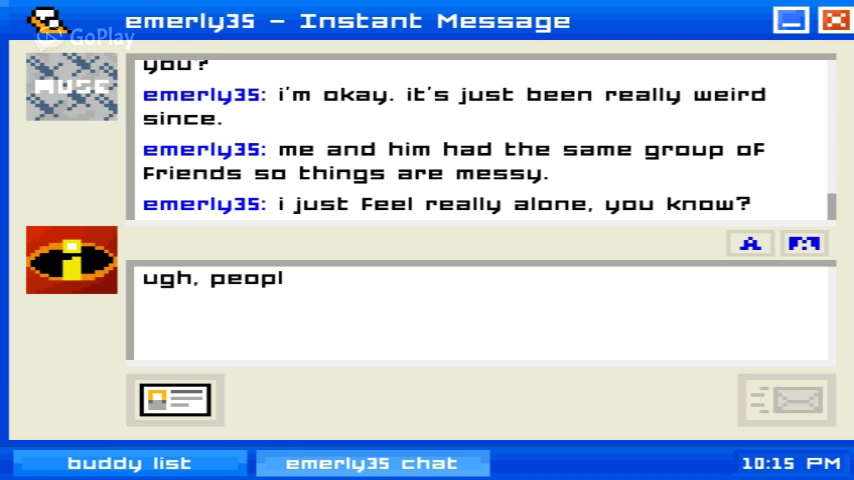 emerly35 - Instant Message
GoPlay
MUSE
you?
emerly35: i'm okay. it's just been really weird
since.
emerly35: me and him had the same group of
friends so things are messy.
emerly35: i just feel really alone, you know?
A
ugh, peopl
buddy list
emerly35 chat
10:15 PM